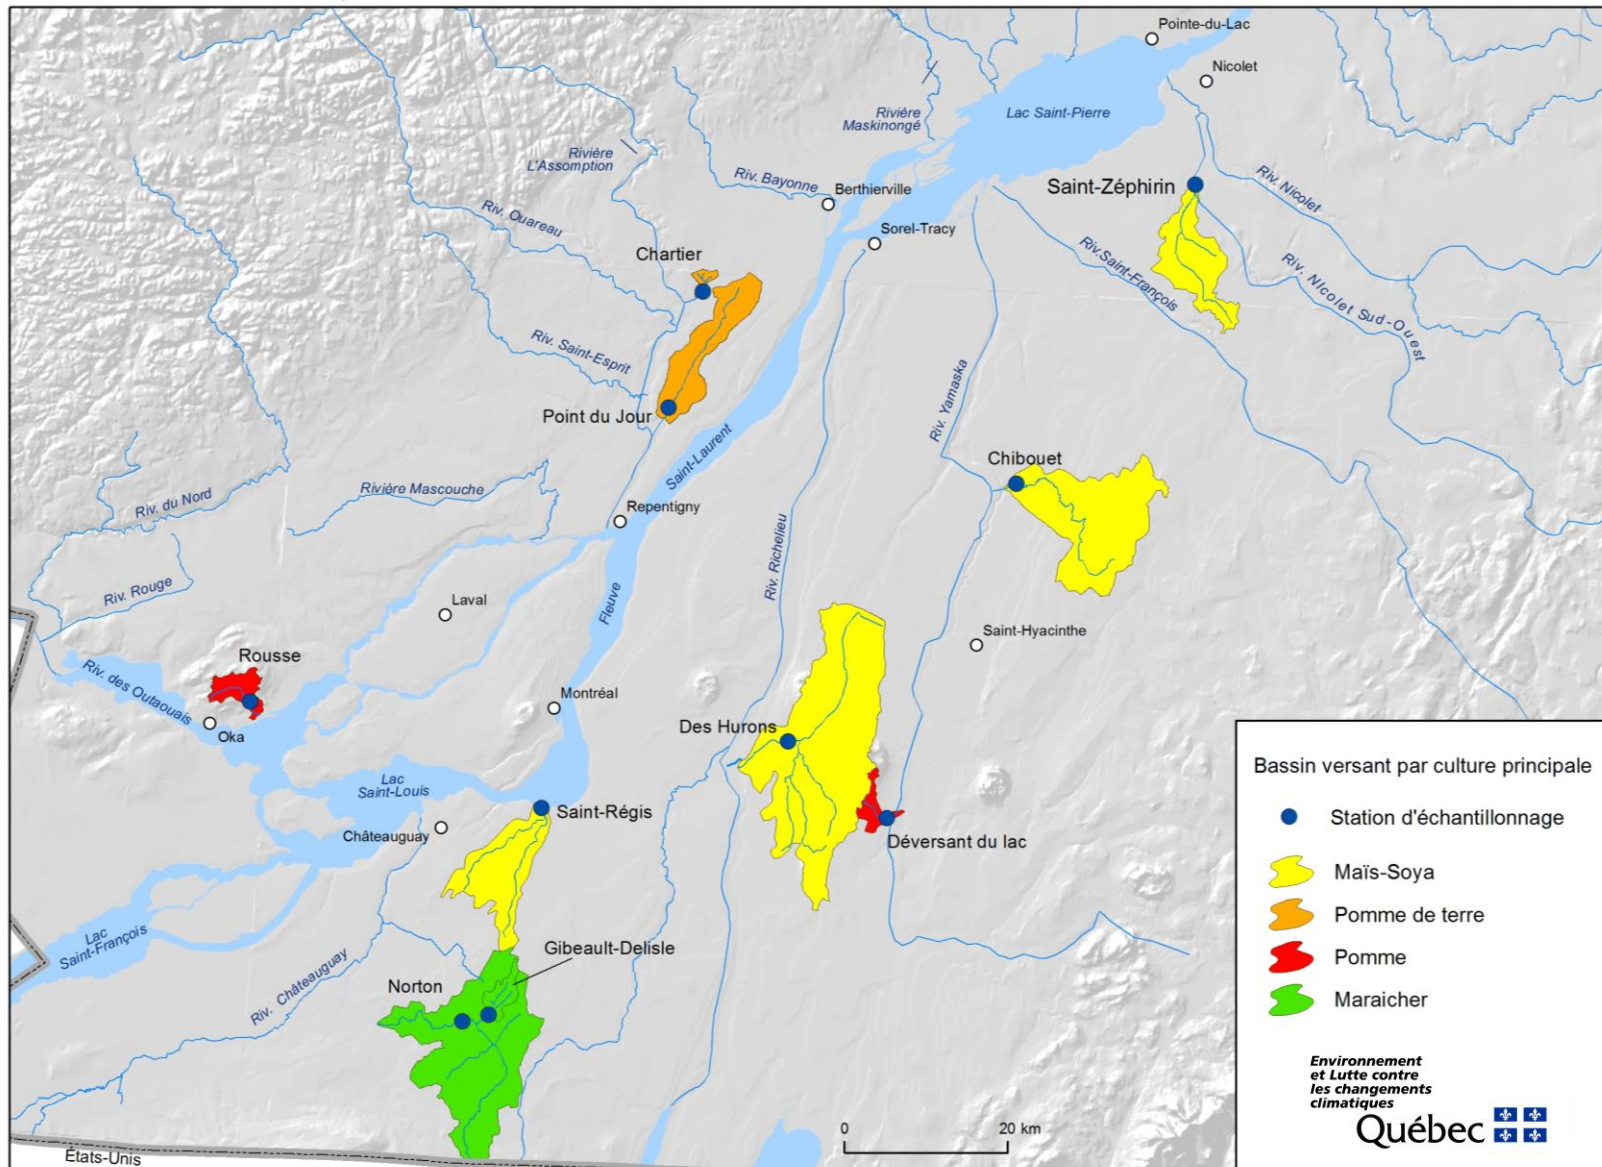 Pointe-du-Lac
Nicolet
Lac Saint-Pierre
Rivière
Maskinongé
Rivière
L'Assomption
Riv. Bayonne
Berthierville
Saint-Zéphirin
Riv. Nicolet
Riv. Ouareau
Sorel-Tracy
Chartier
Riv.Saint-François
Riv. Nicolet Sud-Ouest
Riv. Saint-Esprit
Point du Jour
Riv. Yamaska
Saint-Laurent
Chibouet
Rivière Mascouche
Riv. du Nord
Repentigny
Riv. Richelieu
Fleuve
Riv. Rouge
Laval
Saint-Hyacinthe
Rousse
Riv. des Outaouais
Montréal
Oka
Des Hurons
Lac
Saint-Louis
Saint-Régis
Châteauguay
Déversant du lac
Lac
Saint-François
Gibeault-Delisle
Norton
Riv. Châteauguay
États-Unis
0
20 km
Bassin versant par culture principale
Station d'échantillonnage
Maïs-Soya
Pomme de terre
Pomme
Maraicher
Environnement
et Lutte contre
les changements
climatiques
Québec